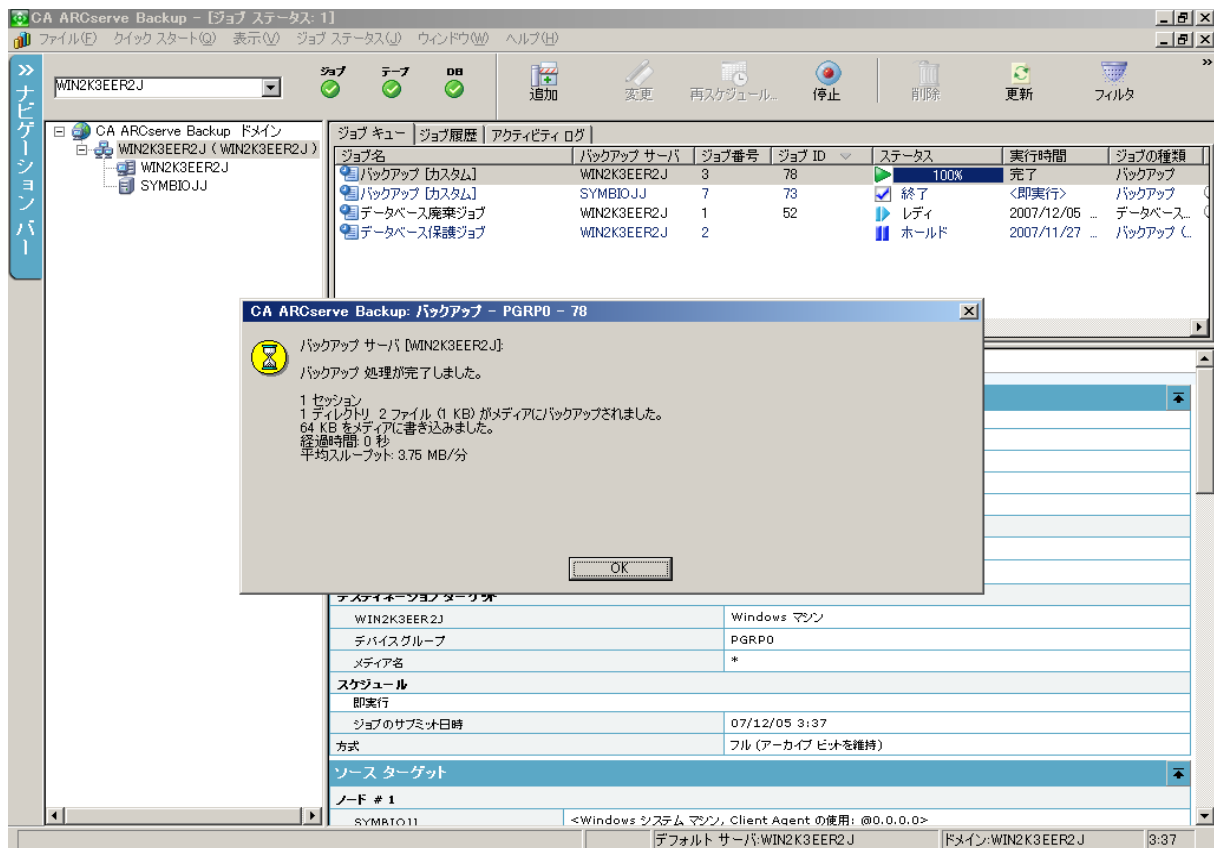 CA ARCserve Backup - [ジョブ ステータス: 1]
ファイル(F) クイック スタート(Q) 表示(V) ジョブ ステータス(J) ウィンドウ(W) ヘルプ(H)
ナビゲーション バー
WIN2K3EER2J
ジョブ テープ DB
追加 変更 再スケジュール... 停止 削除 更新 フィルタ
CA ARCserve Backup ドメイン
WIN2K3EER2J ( WIN2K3EER2J )
WIN2K3EER2J
SYMBIOJJ
ジョブ キュー ジョブ履歴 アクティビティ ログ
ジョブ名 バックアップ サーバ ジョブ番号 ジョブ ID ステータス 実行時間 ジョブの種類
バックアップ [カスタム] WIN2K3EER2J 3 78 100% 完了 バックアップ
バックアップ [カスタム] SYMBIOJJ 7 73 終了 <即実行> バックアップ
データベース廃棄ジョブ WIN2K3EER2J 1 52 レディ 2007/12/05 ... データベース...
データベース保護ジョブ WIN2K3EER2J 2 ホールド 2007/11/27 ... バックアップ (...
CA ARCserve Backup: バックアップ - PGRP0 - 78
バックアップ サーバ [WIN2K3EER2J]:
バックアップ 処理が完了しました。
1 セッション
1 ディレクトリ 2 ファイル (1 KB) がメディアにバックアップされました。
64 KB をメディアに書き込みました。
経過時間: 0 秒
平均スループット: 3.75 MB/分
OK
デスティネーション ターゲット
WIN2K3EER2J Windows マシン
デバイスグループ PGRP0
メディア名 *
スケジュール
即実行
ジョブのサブミット日時 07/12/05 3:37
方式 フル (アーカイブ ビットを維持)
ソース ターゲット
ノード # 1
SYMBIOJJ <Windows システム マシン, Client Agent の使用: @0.0.0.0>
デフォルト サーバ:WIN2K3EER2J ドメイン:WIN2K3EER2J 3:37